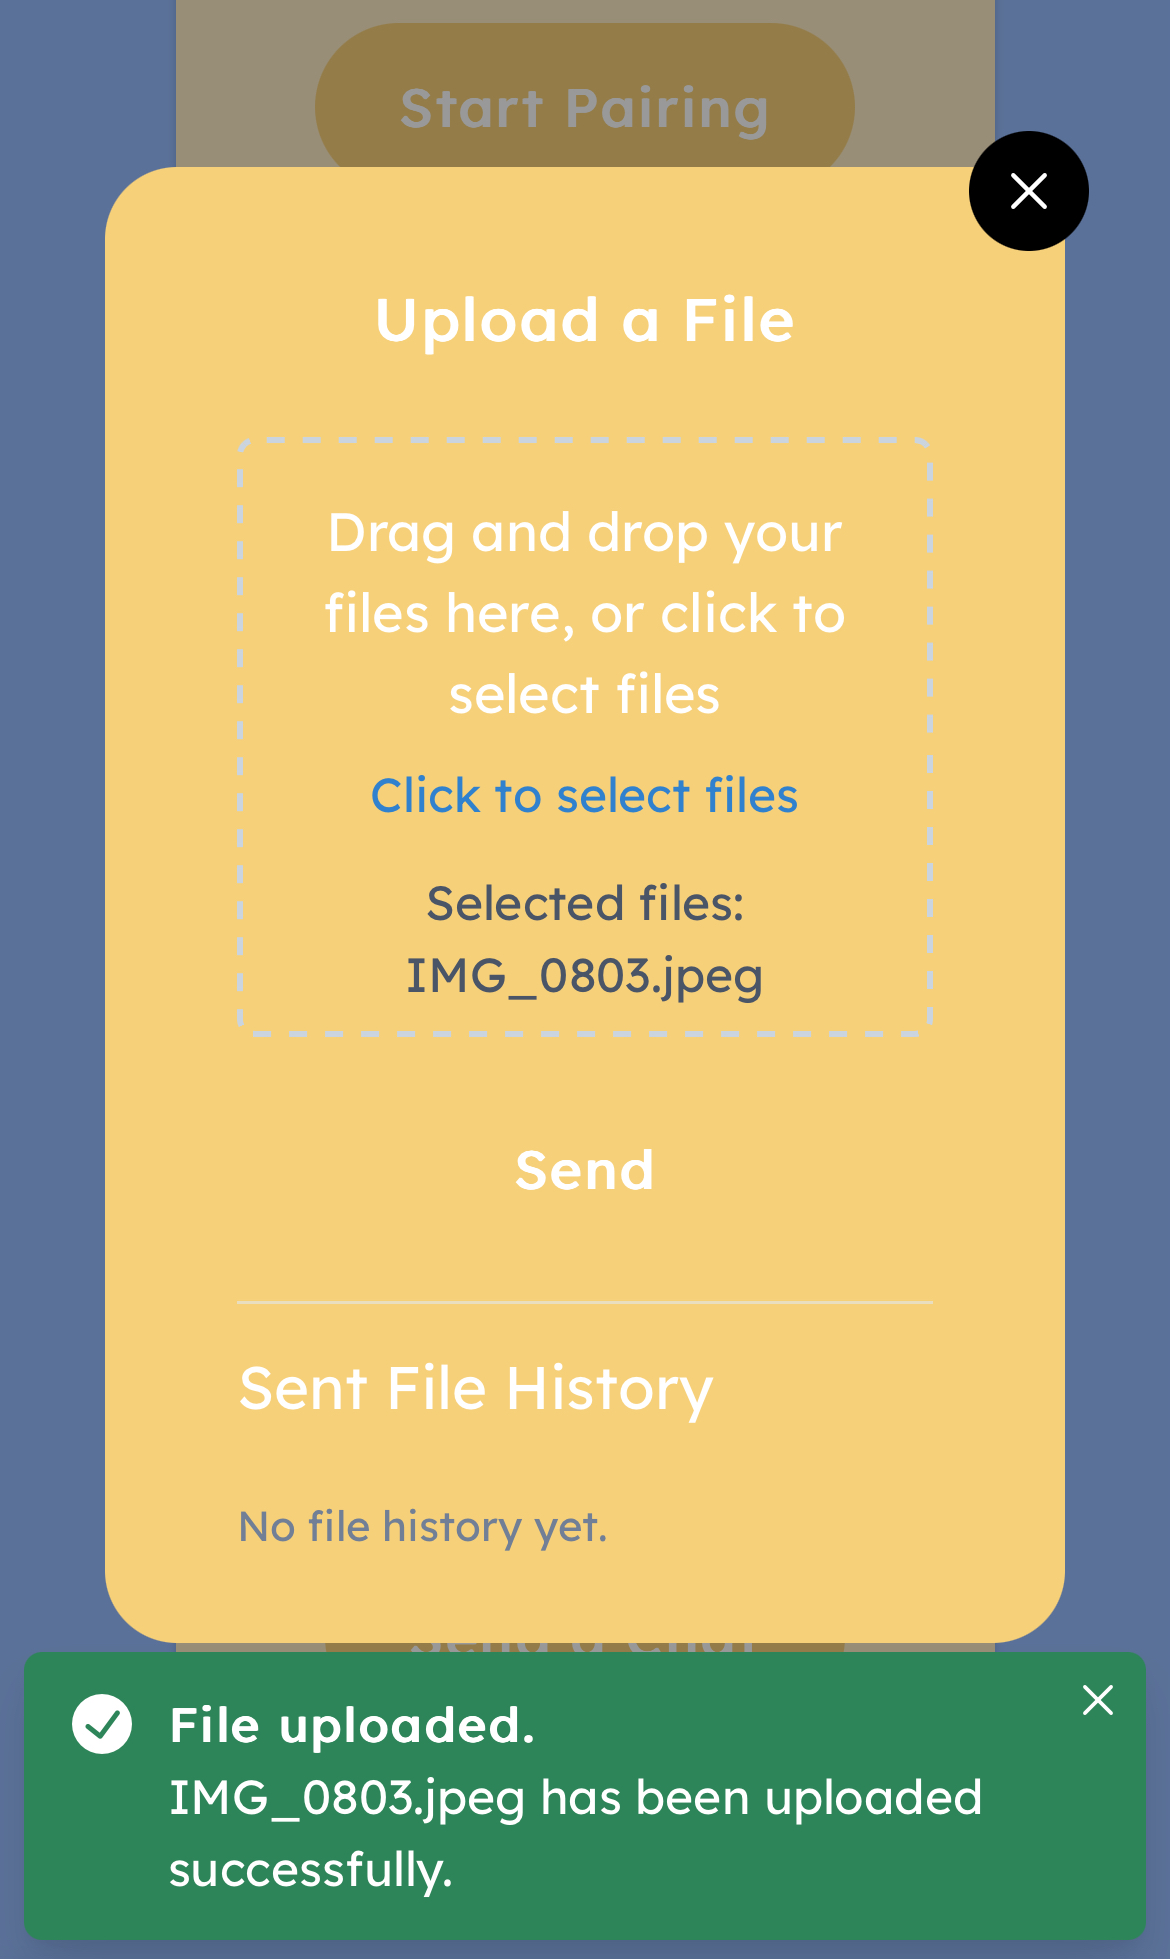 Start Pairing
Upload a File
Drag and drop your
files here, or click to
select files
Click to select files
Selected files:
IMG_0803.jpeg
Send
Sent File History
No file history yet.
Send a Chat
File uploaded.
IMG_0803.jpeg has been uploaded
successfully.